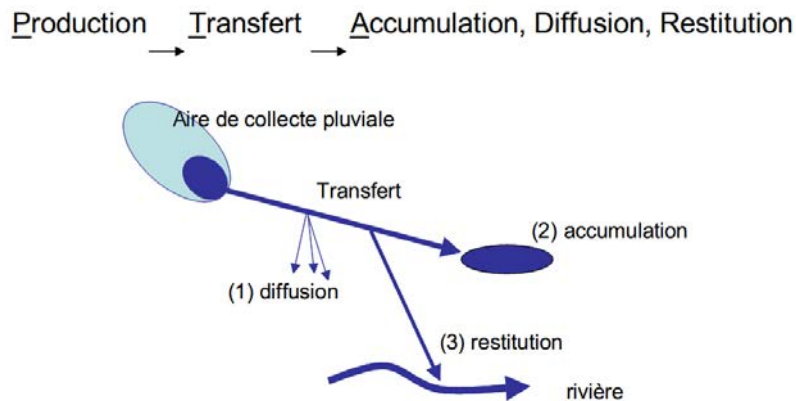 Production Transfert Accumulation, Diffusion, Restitution
Aire de collecte pluviale
Transfert
(2) accumulation
(1) diffusion
(3) restitution
rivière